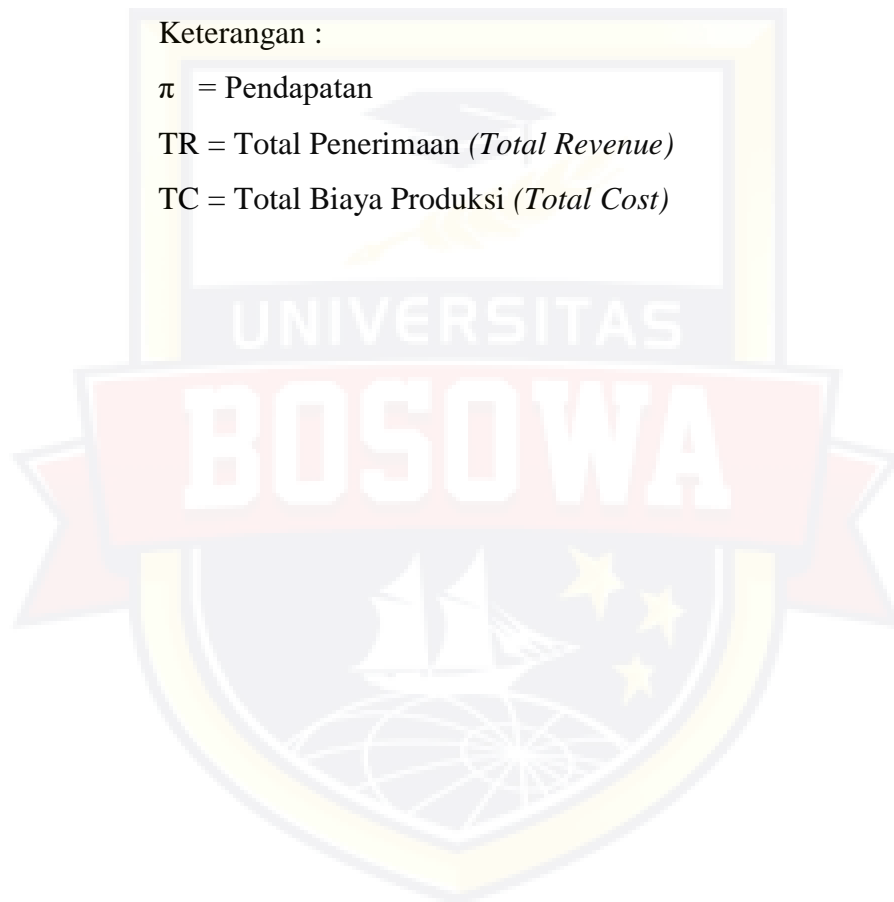 Keterangan :
π = Pendapatan
TR = Total Penerimaan (Total Revenue)
TC = Total Biaya Produksi (Total Cost)
UNIVERSITAS
BOSOWA